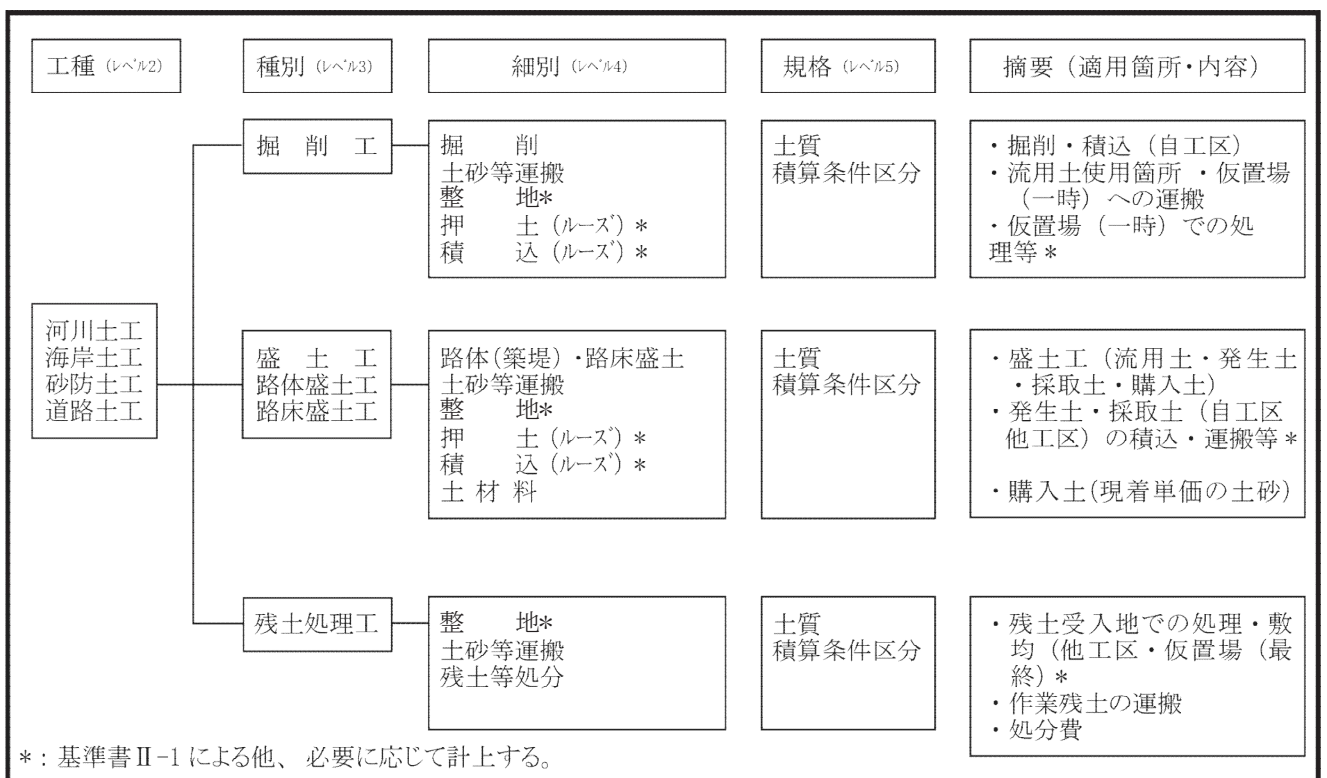 工種 (レベル2)
種別 (レベル3)
細別 (レベル4)
規格 (レベル5)
摘要 (適用箇所・内容)
河川土工
海岸土工
砂防土工
道路土工
掘 削 工
掘 削
土砂等運搬
整 地*
押 土 (ルーズ) *
積 込 (ルーズ) *
土質
積算条件区分
・掘削・積込 (自工区)
・流用土使用箇所 ・仮置場
(一時) への運搬
・仮置場 (一時) での処
理等 *
盛 土 工
路体盛土工
路床盛土工
路体(築堤)・路床盛土
土砂等運搬
整 地*
押 土 (ルーズ) *
積 込 (ルーズ) *
土 材 料
土質
積算条件区分
・盛土工 (流用土・発生土
・採取土・購入土)
・発生土・採取土 (自工区
他工区) の積込・運搬等 *
・購入土(現着単価の土砂)
残土処理工
整 地*
土砂等運搬
残土等処分
土質
積算条件区分
・残土受入地での処理・敷
均 (他工区・仮置場 (最
終) *
・作業残土の運搬
・処分費
* : 基準書Ⅱ-1 による他、 必要に応じて計上する。